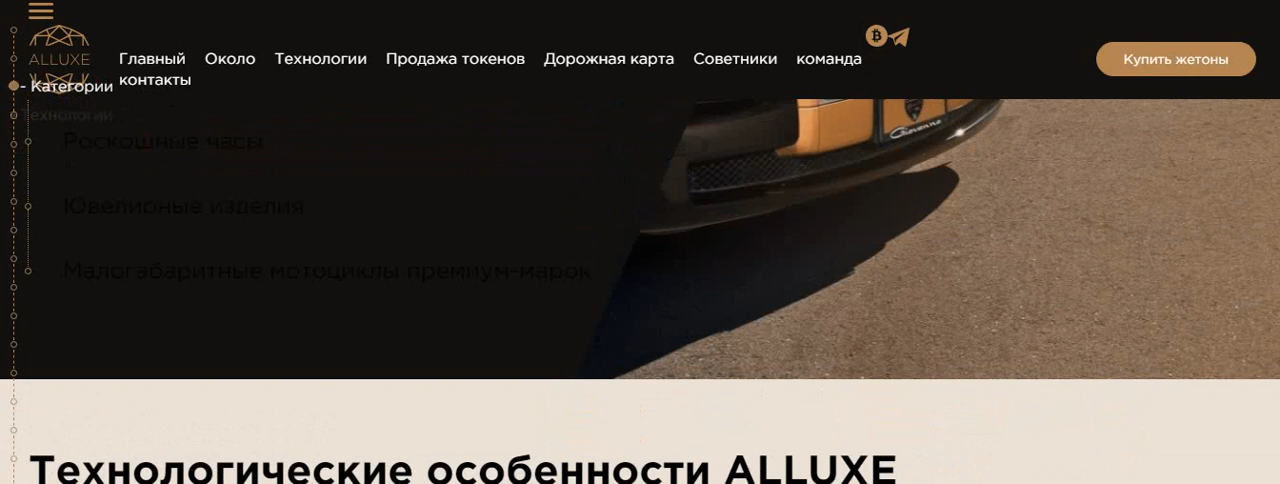 ALLUXE
Главный Около Технологии Продажа токенов Дорожная карта Советники команда
контакты
Купить жетоны
- Категории
Технологии
Роскошные часы
Ювелирные изделия
Малогабаритные мотоциклы премиум-марок
Giovanna
Технологические особенности ALLUXE